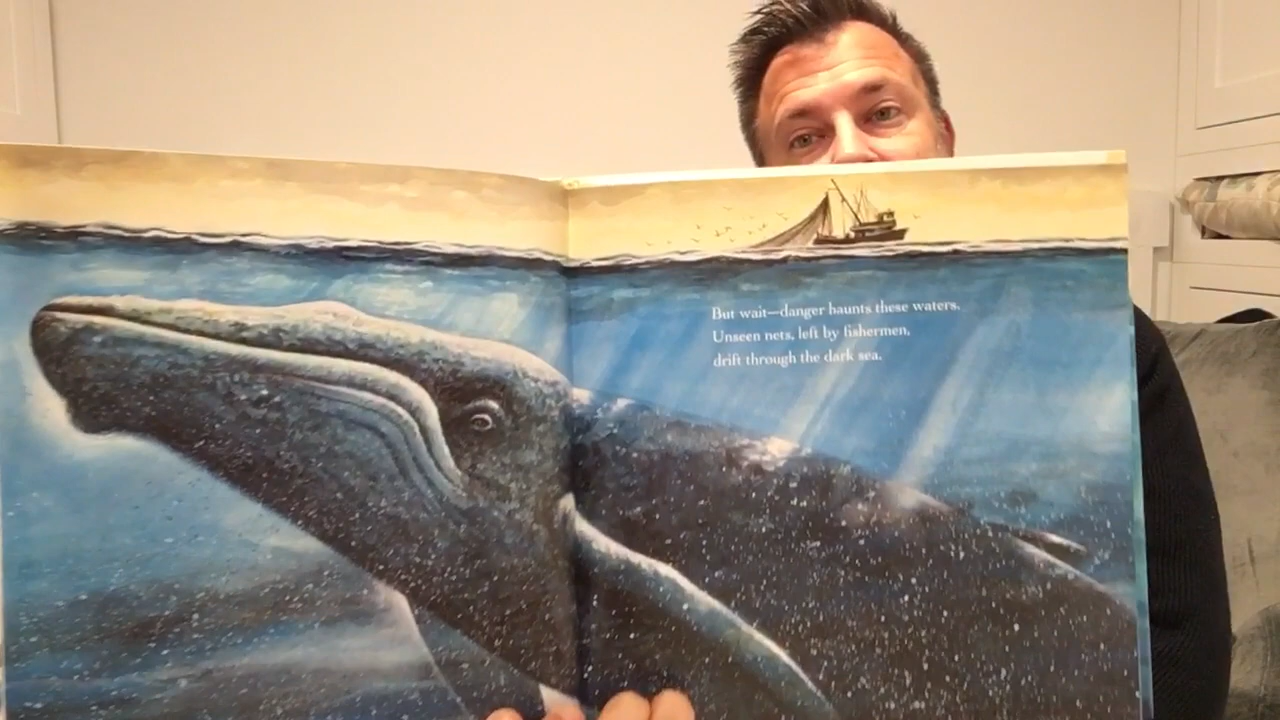 But wait—danger haunts these waters.
Unseen nets, left by fishermen,
drift through the dark sea.